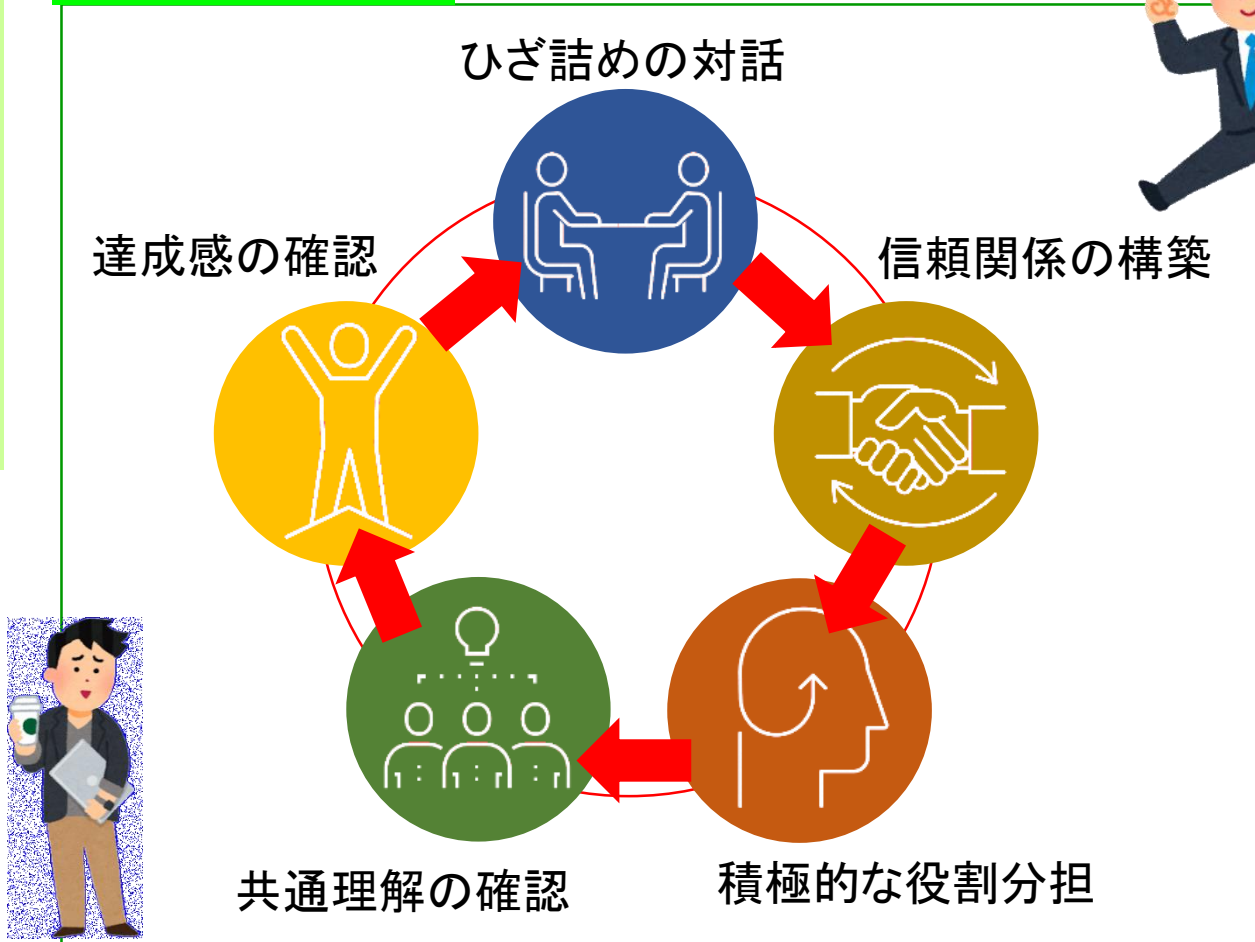 ひざ詰めの対話
達成感の確認
信頼関係の構築
共通理解の確認
積極的な役割分担